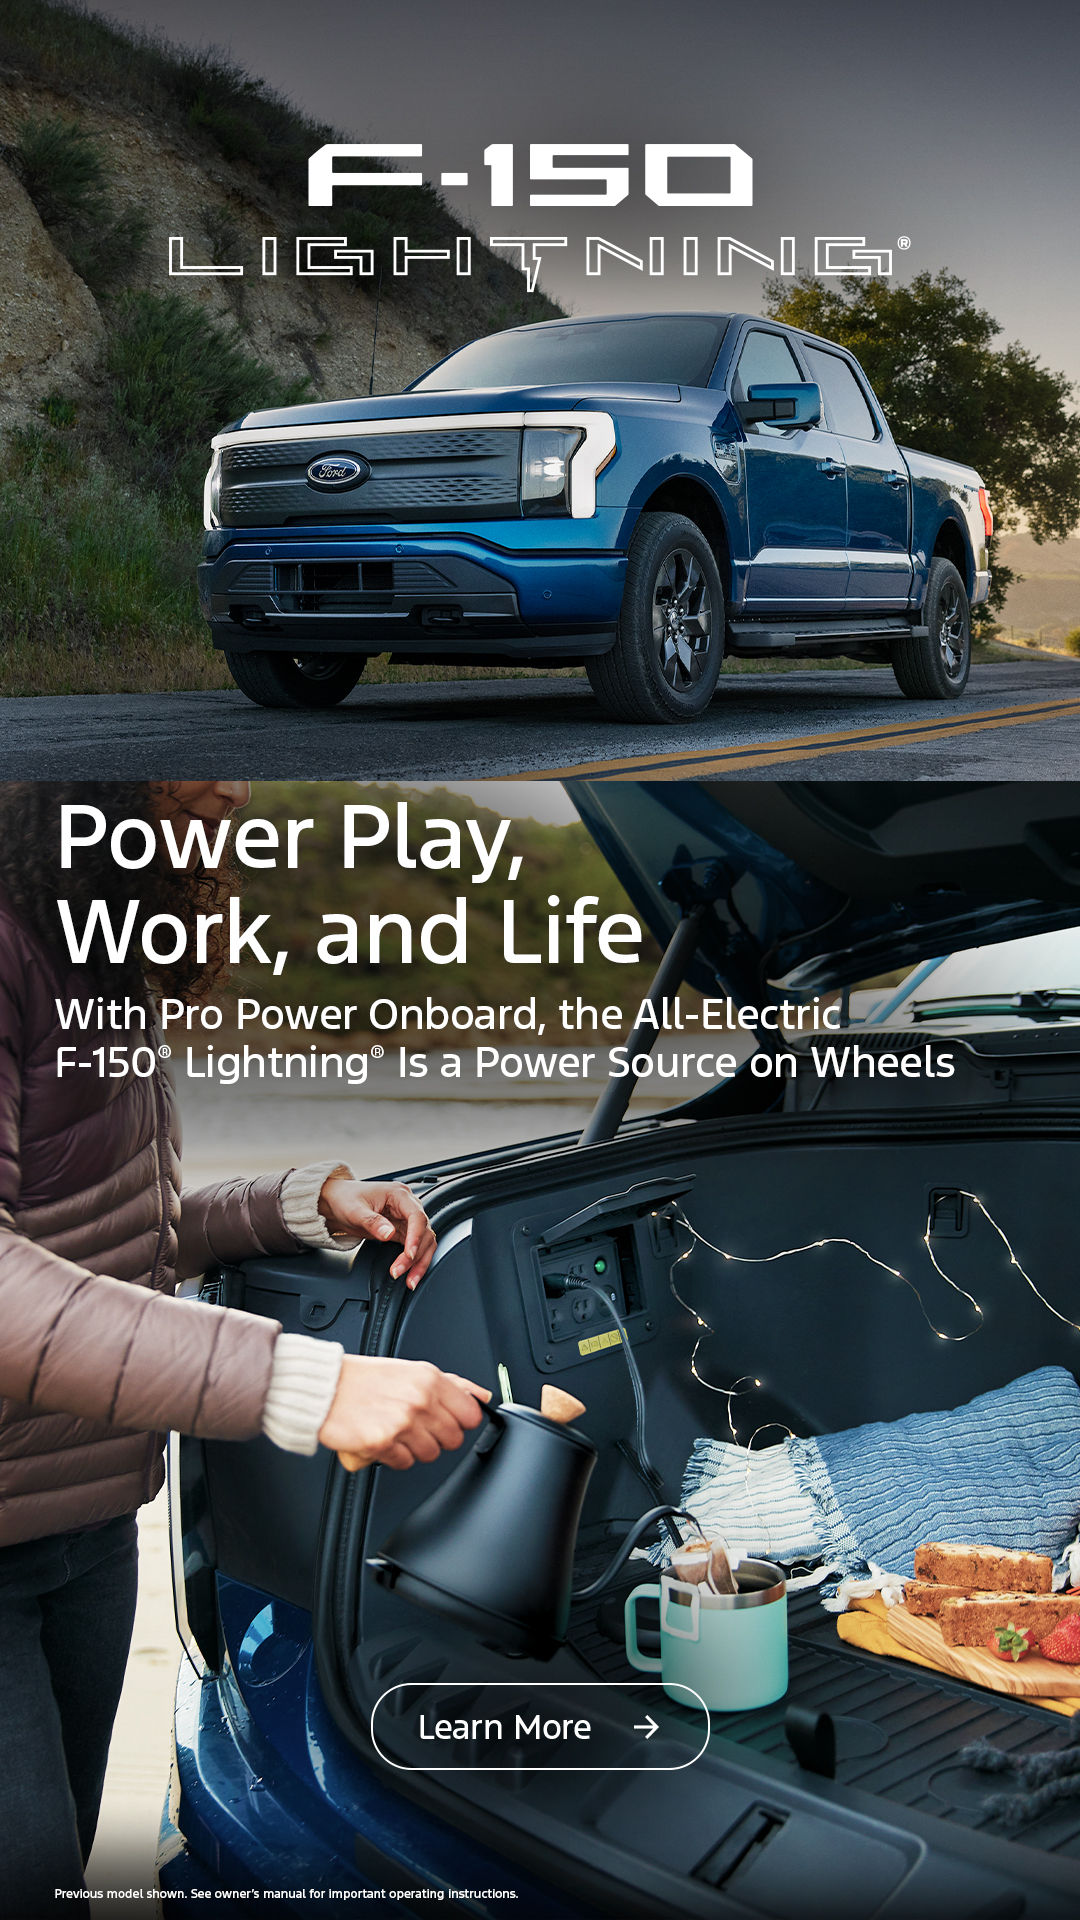 F-150
LIGHTNING®
Ford
Power Play,
Work, and Life
With Pro Power Onboard, the All-Electric
F-150® Lightning® Is a Power Source on Wheels
Learn More →
Previous model shown. See owner's manual for important operating instructions.